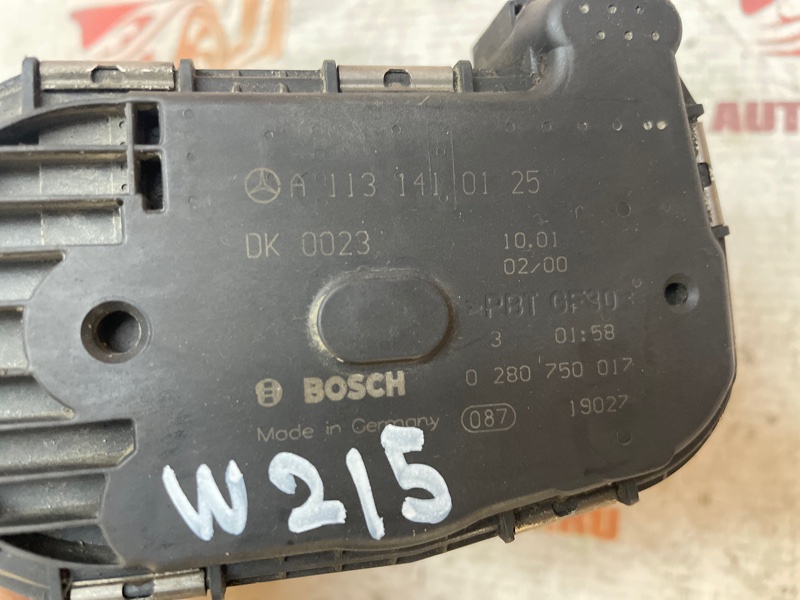 A 113 141 01 25
DK 0023 10.01
02/00
>PBT GF30<
3 01:58
BOSCH 0 280 750 017
Made in Germany 087 19027
W215
AUTO